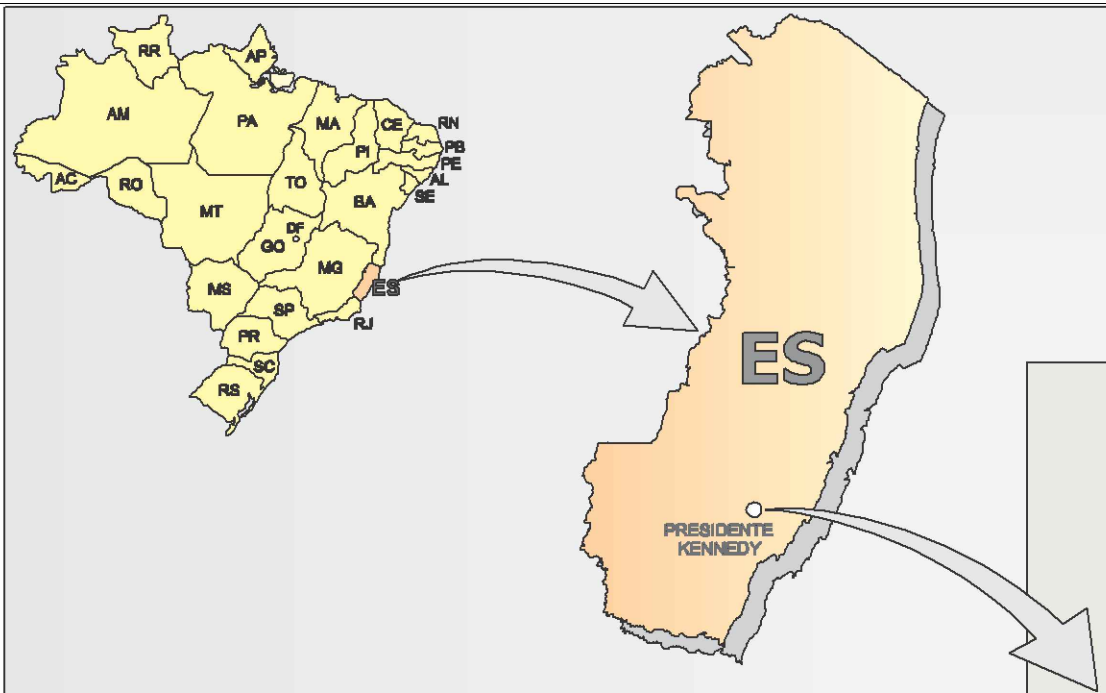 RR
AP
AM
PA
MA
CE
RN
PI
PB
PE
AC
RO
TO
AL
SE
MT
BA
DF
GO
MG
MS
ES
SP
RJ
PR
SC
RS
ES
PRESIDENTE
KENNEDY